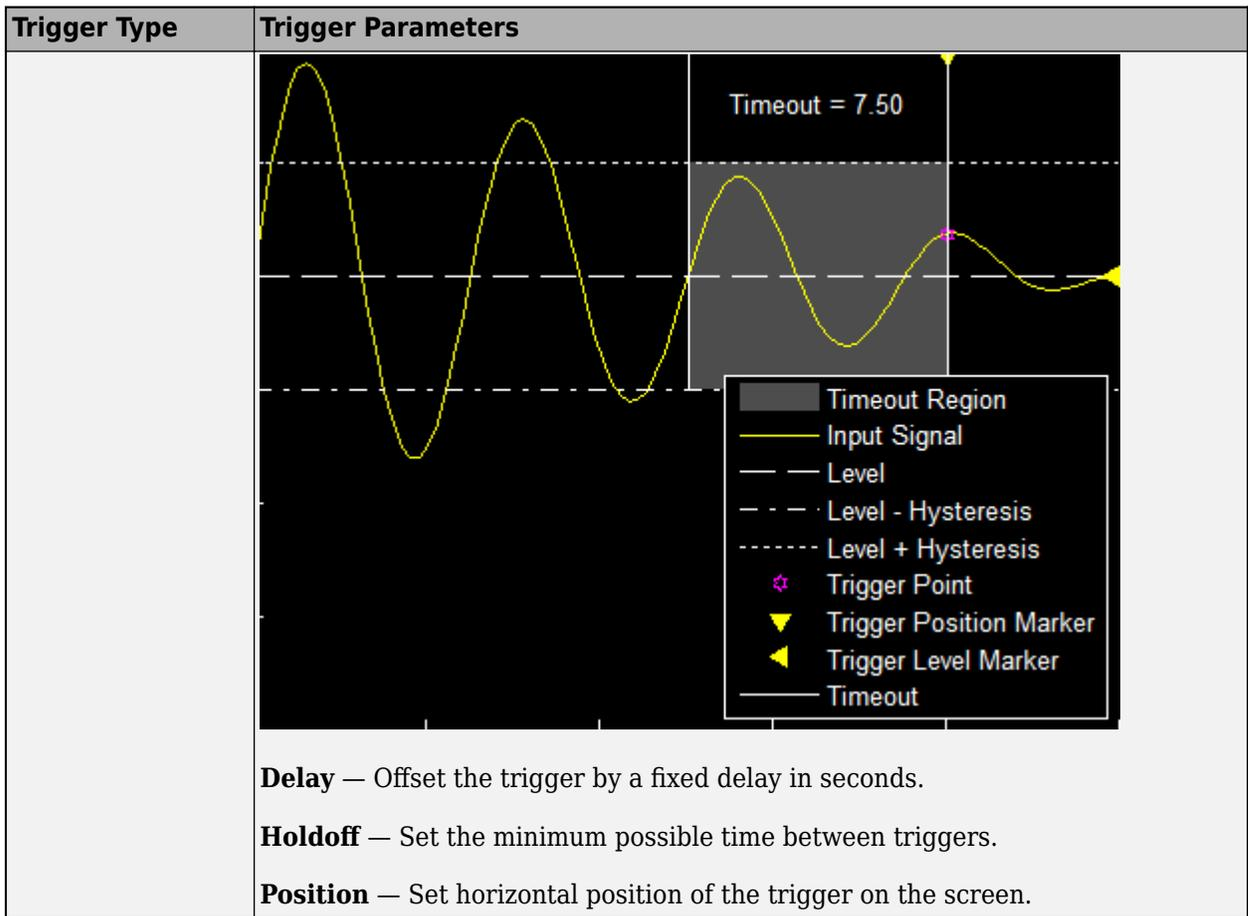 Trigger Type
Trigger Parameters
Timeout = 7.50
Timeout Region
Input Signal
Level
Level - Hysteresis
Level + Hysteresis
Trigger Point
Trigger Position Marker
Trigger Level Marker
Timeout
Delay — Offset the trigger by a fixed delay in seconds.
Holdoff — Set the minimum possible time between triggers.
Position — Set horizontal position of the trigger on the screen.